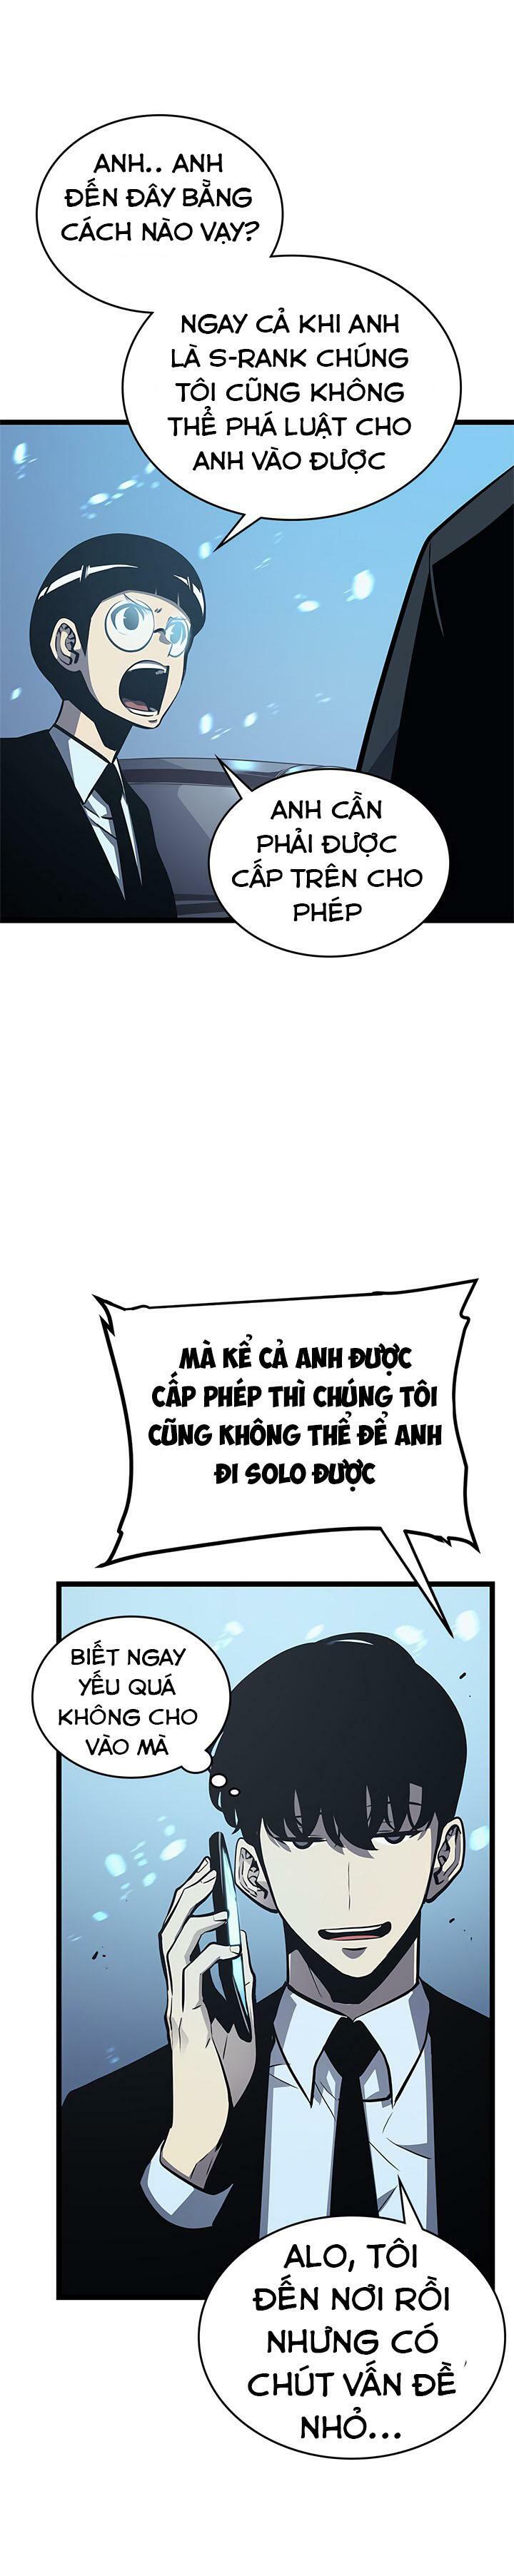 ANH.. ANH
ĐẾN ĐÂY BẰNG
CÁCH NÀO VẠY?
NGAY CẢ KHI ANH
LÀ S-RANK CHÚNG
TÔI CŨNG KHÔNG
THỂ PHÁ LUẬT CHO
ANH VÀO ĐƯỢC
ANH CẦN
PHẢI ĐƯỢC
CẤP TRÊN CHO
PHÉP
MÀ KỂ CẢ ANH ĐƯỢC
CẤP PHÉP THÌ CHÚNG TÔI
CŨNG KHÔNG THỂ ĐỂ ANH
ĐI SOLO ĐƯỢC
BIẾT NGAY
YẾU QUÁ
KHÔNG CHO
VÀO MÀ
ALO, TÔI
ĐẾN NƠI RỒI
NHƯNG CÓ
CHÚT VẤN ĐỀ
NHỎ...